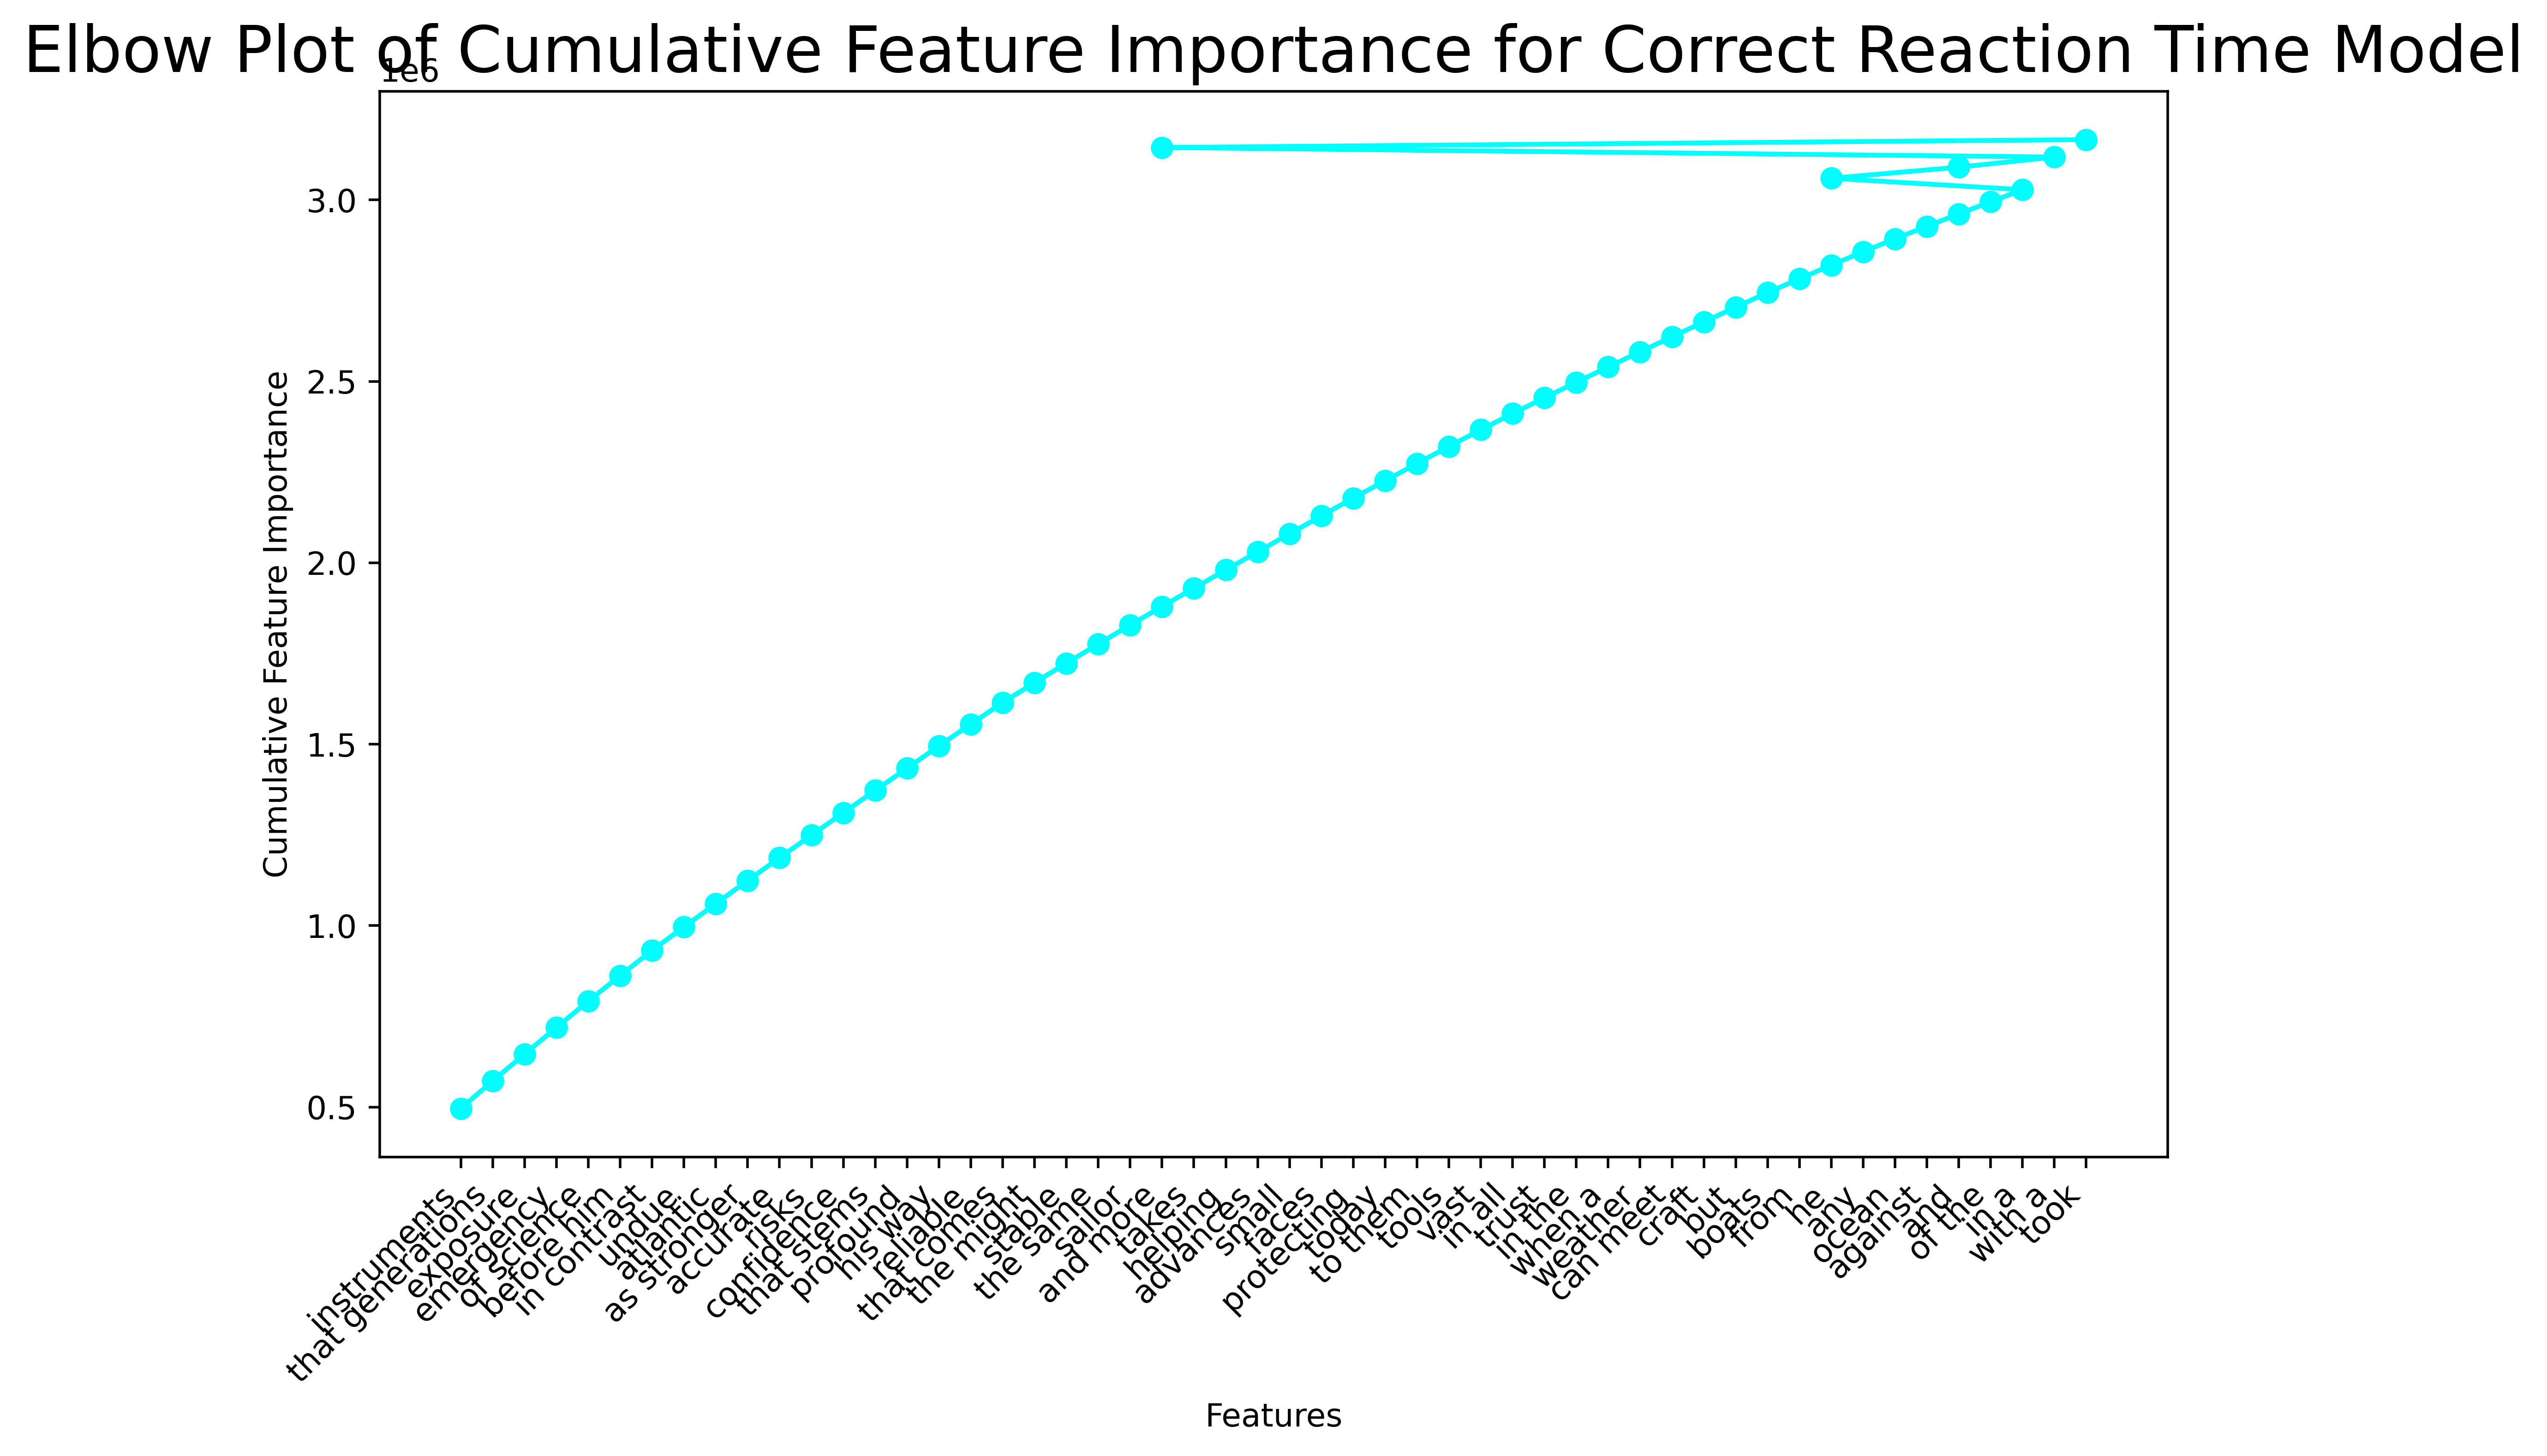 Elbow Plot of Cumulative Feature Importance for Correct Reaction Time Model
1e6
3.0
2.5
2.0
1.5
1.0
0.5
Cumulative Feature Importance
instruments
that generations
exposure
emergency
of science
before him
in contrast
undue
atlantic
as stronger
accurate
risks
confidence
that stems
profound
his way
reliable
that comes
the might
stable
the same
sailor
and more
takes
helping
advances
small
faces
protecting
today
to them
tools
vast
in all
trust
in the
when a
weather
can meet
craft
but
boats
from
he
any
ocean
against
and
of the
in a
with a
took
Features